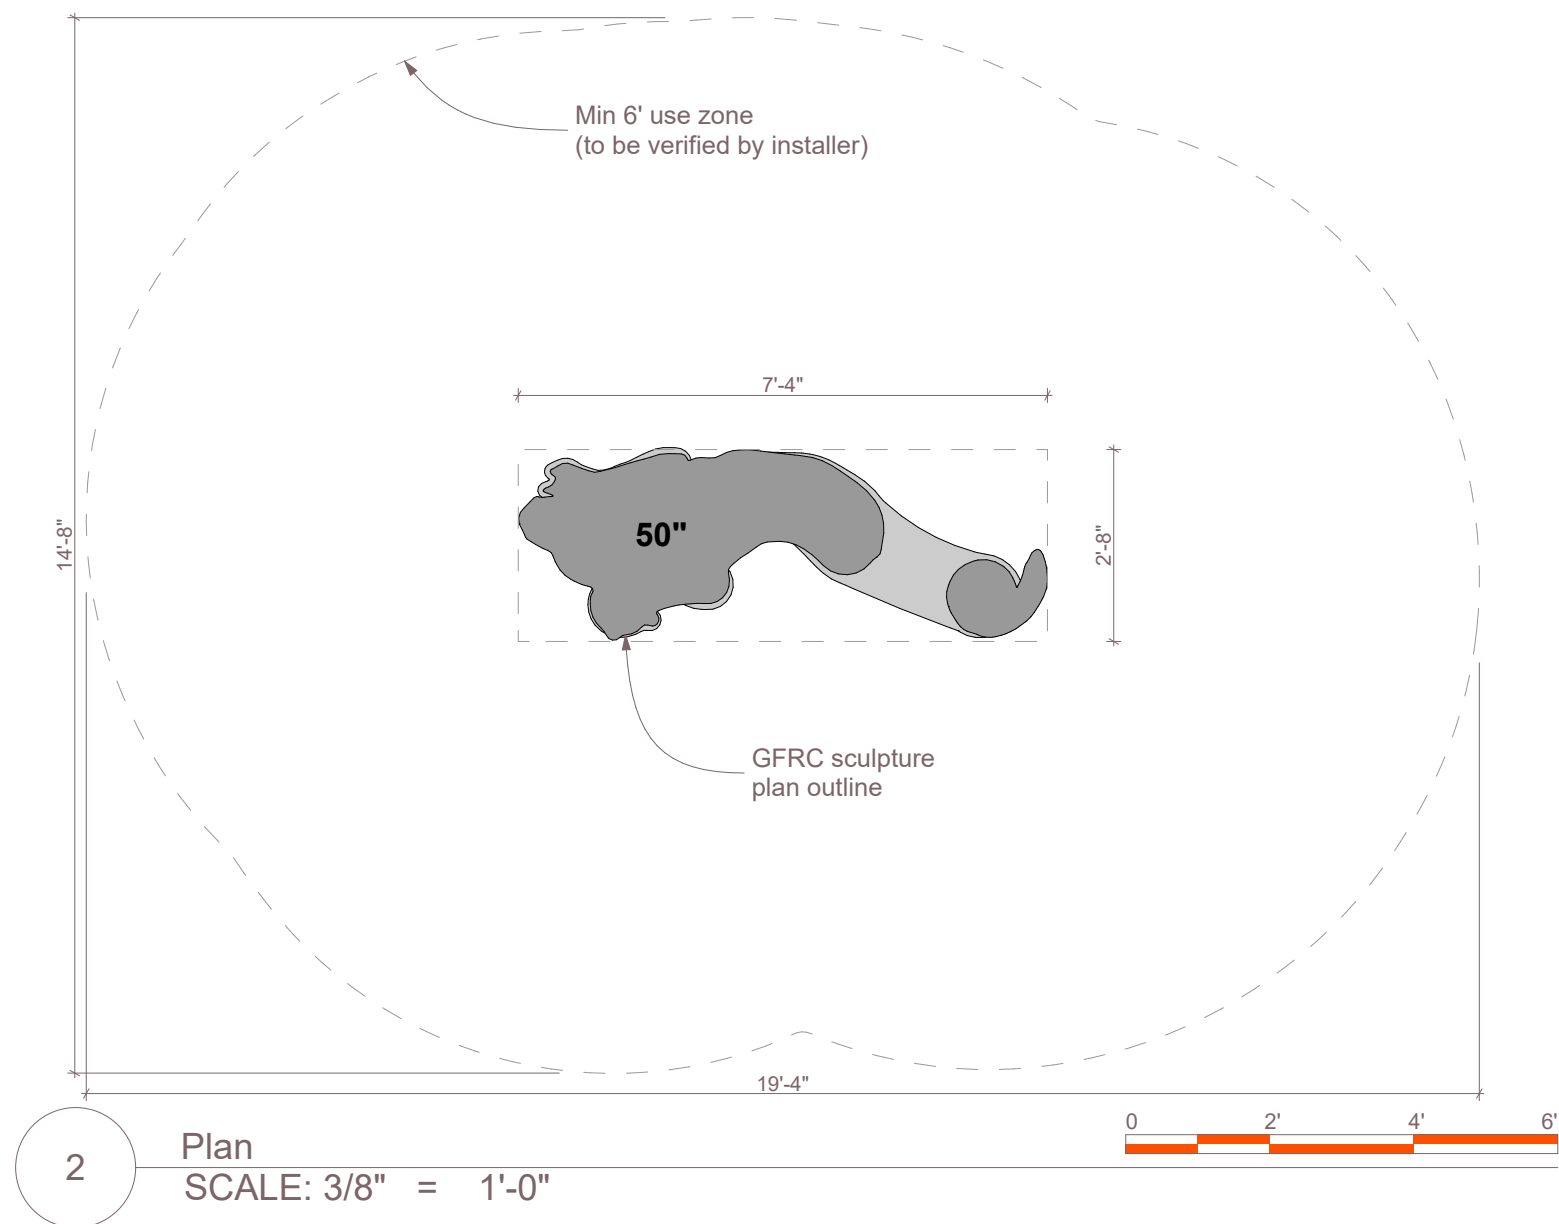 Min 6' use zone
(to be verified by installer)
7'-4"
14'-8"
50"
2'-8"
GFRC sculpture
plan outline
19'-4"
0 2' 4' 6'
2
Plan
SCALE: 3/8" = 1'-0"